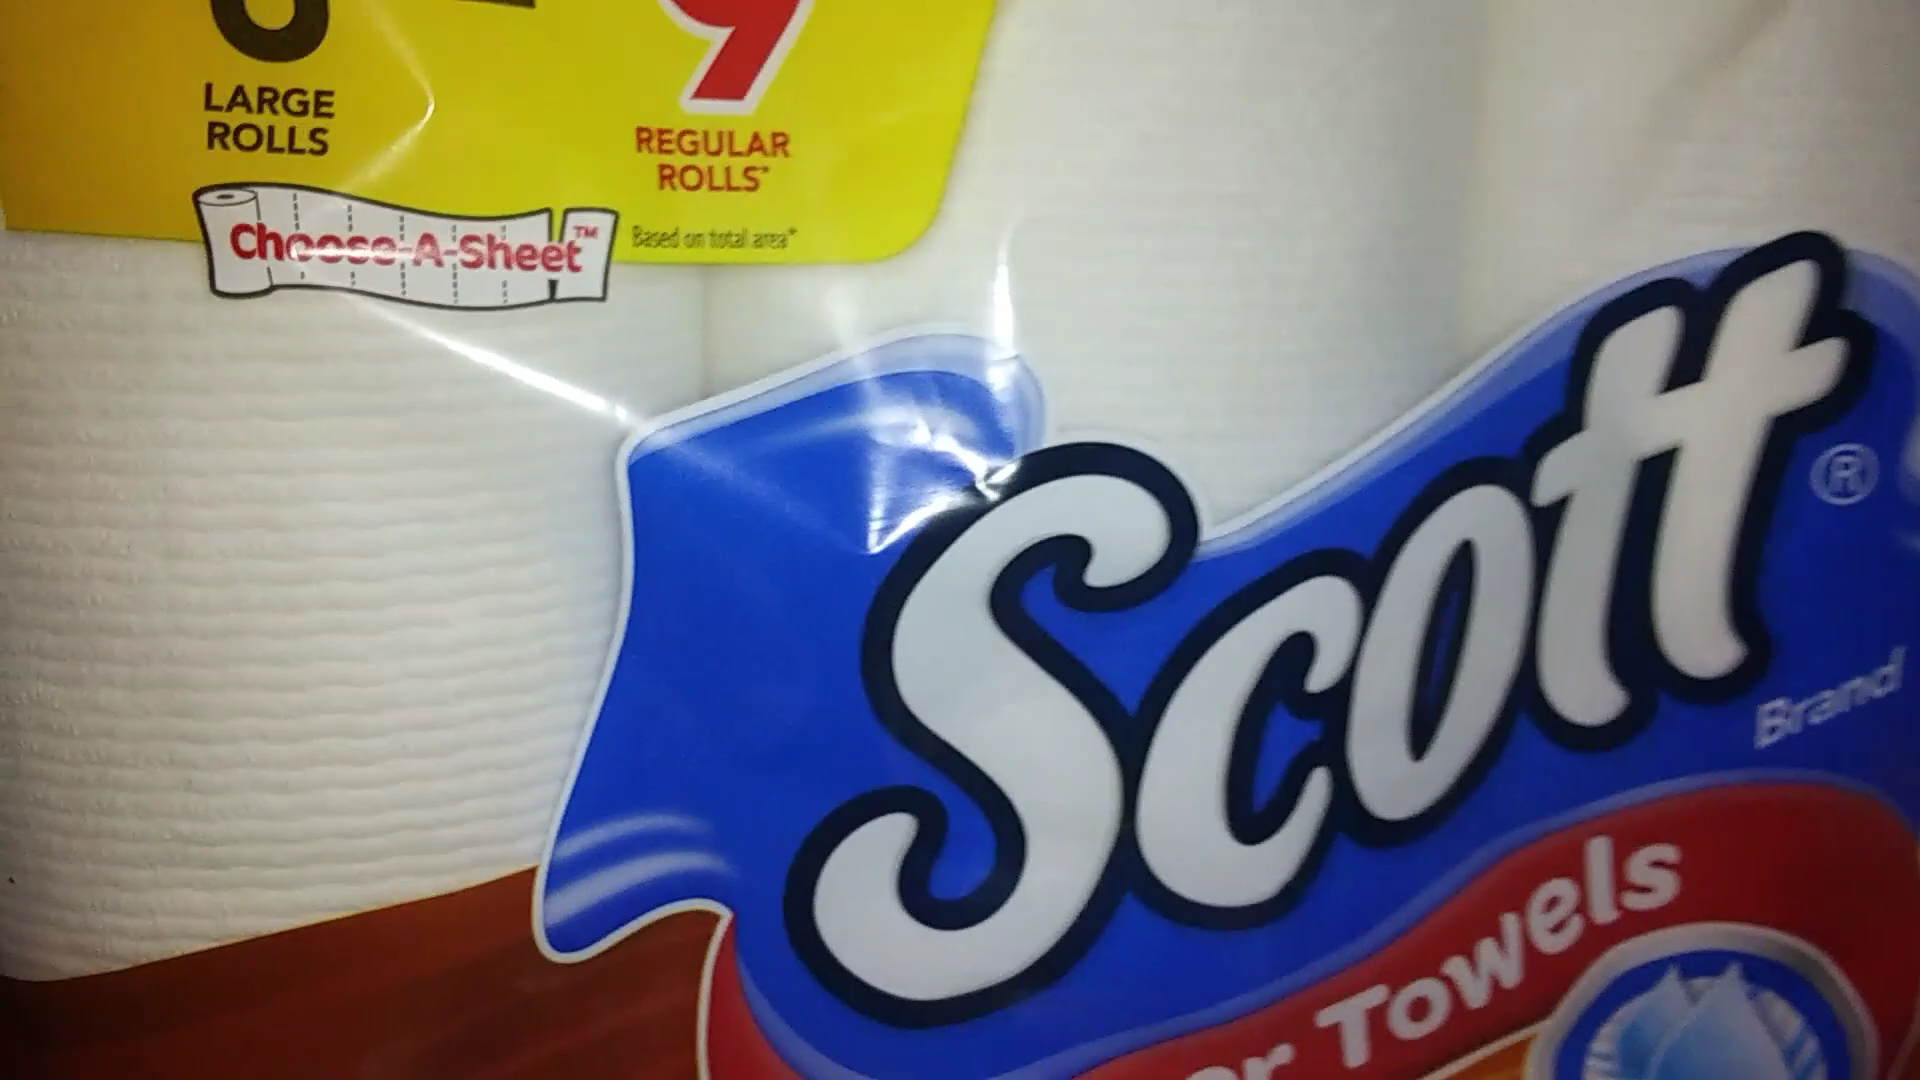 9
LARGE
ROLLS
REGULAR
ROLLS*
Choose-A-Sheet™
Based on total area*
Scott®
Brand
Towels